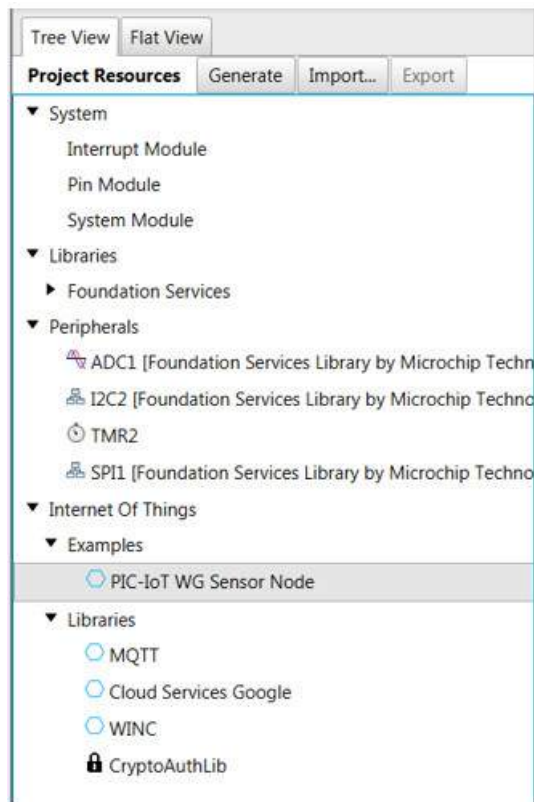 Tree View Flat View
Project Resources Generate Import... Export
System
Interrupt Module
Pin Module
System Module
Libraries
Foundation Services
Peripherals
ADC1 [Foundation Services Library by Microchip Techn
I2C2 [Foundation Services Library by Microchip Techno
TMR2
SPI1 [Foundation Services Library by Microchip Techno
Internet Of Things
Examples
PIC-IoT WG Sensor Node
Libraries
MQTT
Cloud Services Google
WINC
CryptoAuthLib